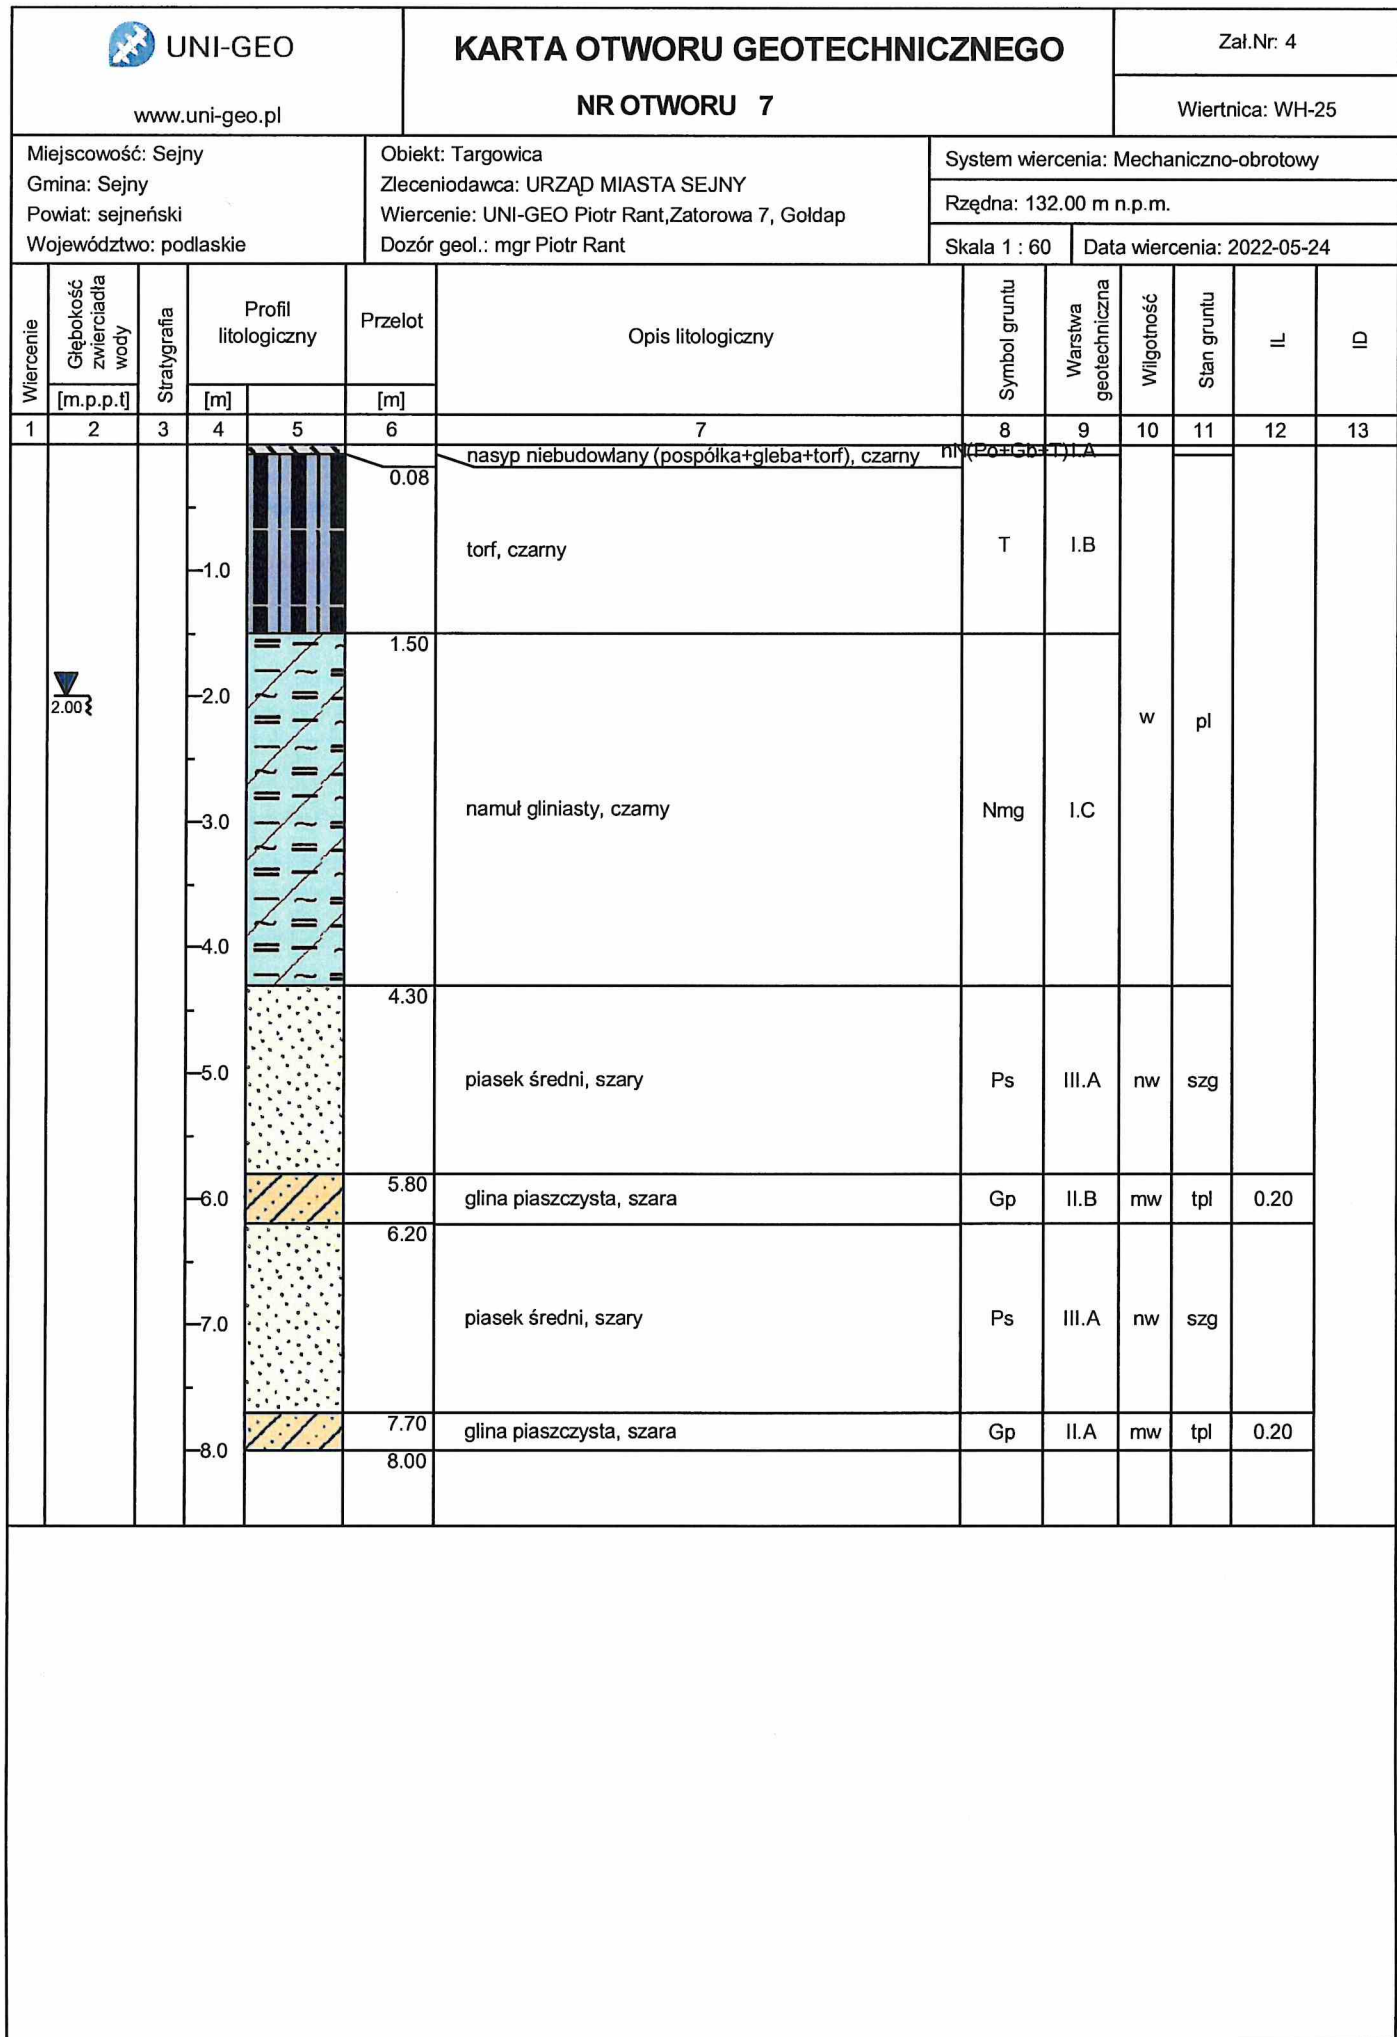 UNI-GEO
www.uni-geo.pl
KARTA OTWORU GEOTECHNICZNEGO
NR OTWORU 7
Zał.Nr: 4
Wiertnica: WH-25
Miejscowość: Sejny
Gmina: Sejny
Powiat: sejneński
Województwo: podlaskie
Obiekt: Targowica
Zleceniodawca: URZĄD MIASTA SEJNY
Wiercenie: UNI-GEO Piotr Rant,Zatorowa 7, Gołdap
Dozór geol.: mgr Piotr Rant
System wiercenia: Mechaniczno-obrotowy
Rzędna: 132.00 m n.p.m.
Skala 1 : 60 Data wiercenia: 2022-05-24
Wiercenie
Głębokość zwierciadła wody
[m.p.p.t]
Stratygrafia
Profil litologiczny
[m]
Przelot
[m]
Opis litologiczny
Symbol gruntu
Warstwa geotechniczna
Wilgotność
Stan gruntu
IL
ID
1 2 3 4 5 6 7 8 9 10 11 12 13
nasyp niebudowlany (pospółka+gleba+torf), czarny nN(Po+Gb+T) I.A
0.08
torf, czarny T I.B
-1.0
1.50
2.00
-2.0
w pl
namuł gliniasty, czarny Nmg I.C
-3.0
-4.0
4.30
-5.0
piasek średni, szary Ps III.A nw szg
5.80
-6.0
glina piaszczysta, szara Gp II.B mw tpl 0.20
6.20
-7.0
piasek średni, szary Ps III.A nw szg
7.70
glina piaszczysta, szara Gp II.A mw tpl 0.20
-8.0
8.00